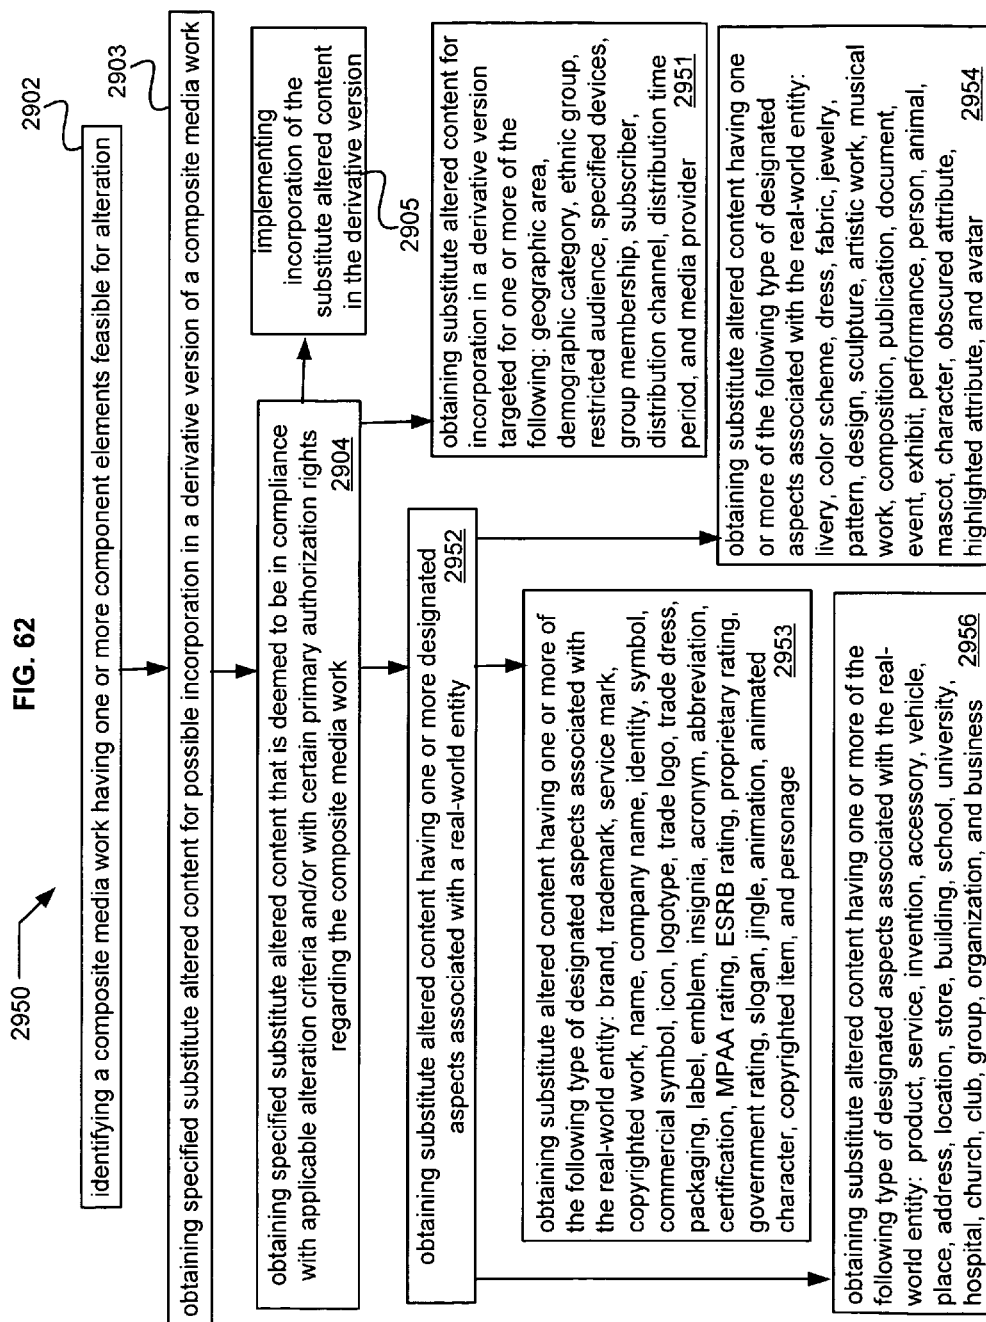 FIG. 62
2950
2902
identifying a composite media work having one or more component elements feasible for alteration
2903
obtaining specified substitute altered content for possible incorporation in a derivative version of a composite media work
obtaining specified substitute altered content that is deemed to be in compliance
with applicable alteration criteria and/or with certain primary authorization rights
regarding the composite media work
2904
implementing
incorporation of the
substitute altered content
in the derivative version
2905
obtaining substitute altered content for
incorporation in a derivative version
targeted for one or more of the
following: geographic area,
demographic category, ethnic group,
restricted audience, specified devices,
group membership, subscriber,
distribution channel, distribution time
period, and media provider
2951
obtaining substitute altered content having one or more designated
aspects associated with a real-world entity
2952
obtaining substitute altered content having one or more of
the following type of designated aspects associated with
the real-world entity: brand, trademark, service mark,
copyrighted work, name, company name, identity, symbol,
commercial symbol, icon, logotype, trade logo, trade dress,
packaging, label, emblem, insignia, acronym, abbreviation,
certification, MPAA rating, ESRB rating, proprietary rating,
government rating, slogan, jingle, animation, animated
character, copyrighted item, and personage
2953
obtaining substitute altered content having one
or more of the following type of designated
aspects associated with the real-world entity:
livery, color scheme, dress, fabric, jewelry,
pattern, design, sculpture, artistic work, musical
work, composition, publication, document,
event, exhibit, performance, person, animal,
mascot, character, obscured attribute,
highlighted attribute, and avatar
2954
obtaining substitute altered content having one or more of the
following type of designated aspects associated with the real-
world entity: product, service, invention, accessory, vehicle,
place, address, location, store, building, school, university,
hospital, church, club, group, organization, and business
2956